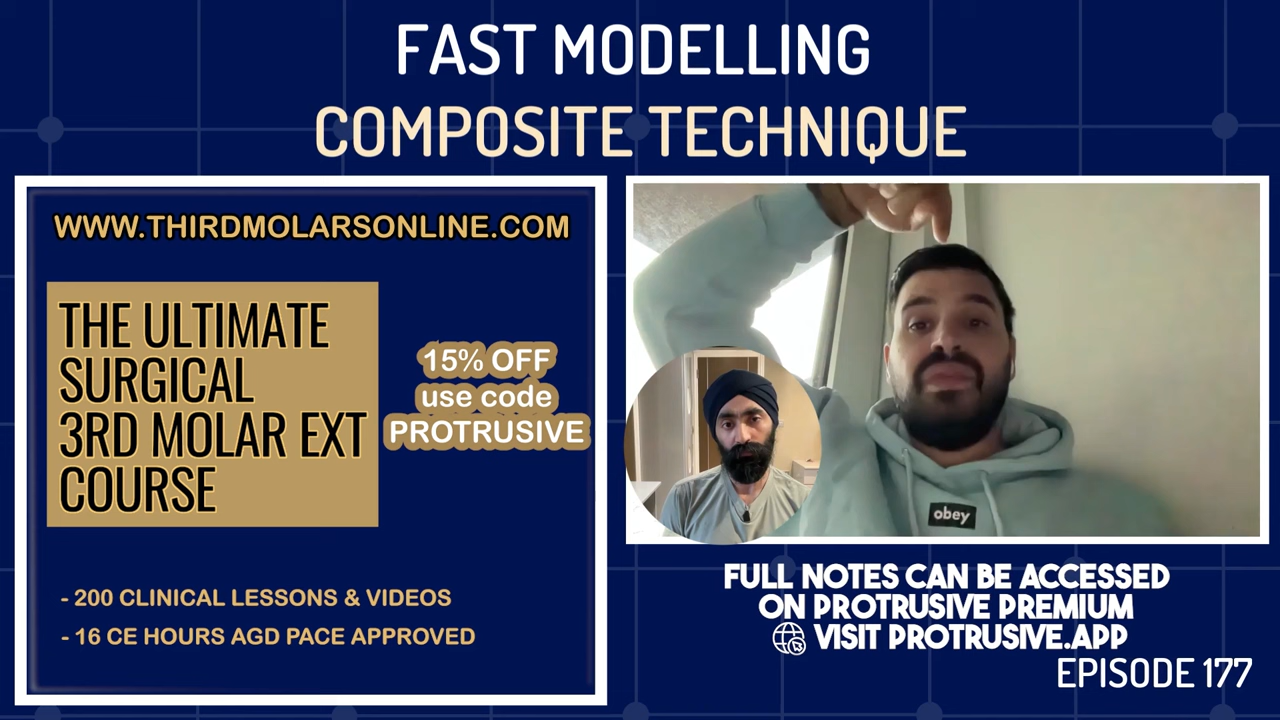 FAST MODELLING
COMPOSITE TECHNIQUE
WWW.THIRDMOLARSONLINE.COM
THE ULTIMATE
SURGICAL
3RD MOLAR EXT
COURSE
15% OFF
use code
PROTRUSIVE
- 200 CLINICAL LESSONS & VIDEOS
- 16 CE HOURS AGD PACE APPROVED
obey
FULL NOTES CAN BE ACCESSED
ON PROTRUSIVE PREMIUM
VISIT PROTRUSIVE.APP
EPISODE 177